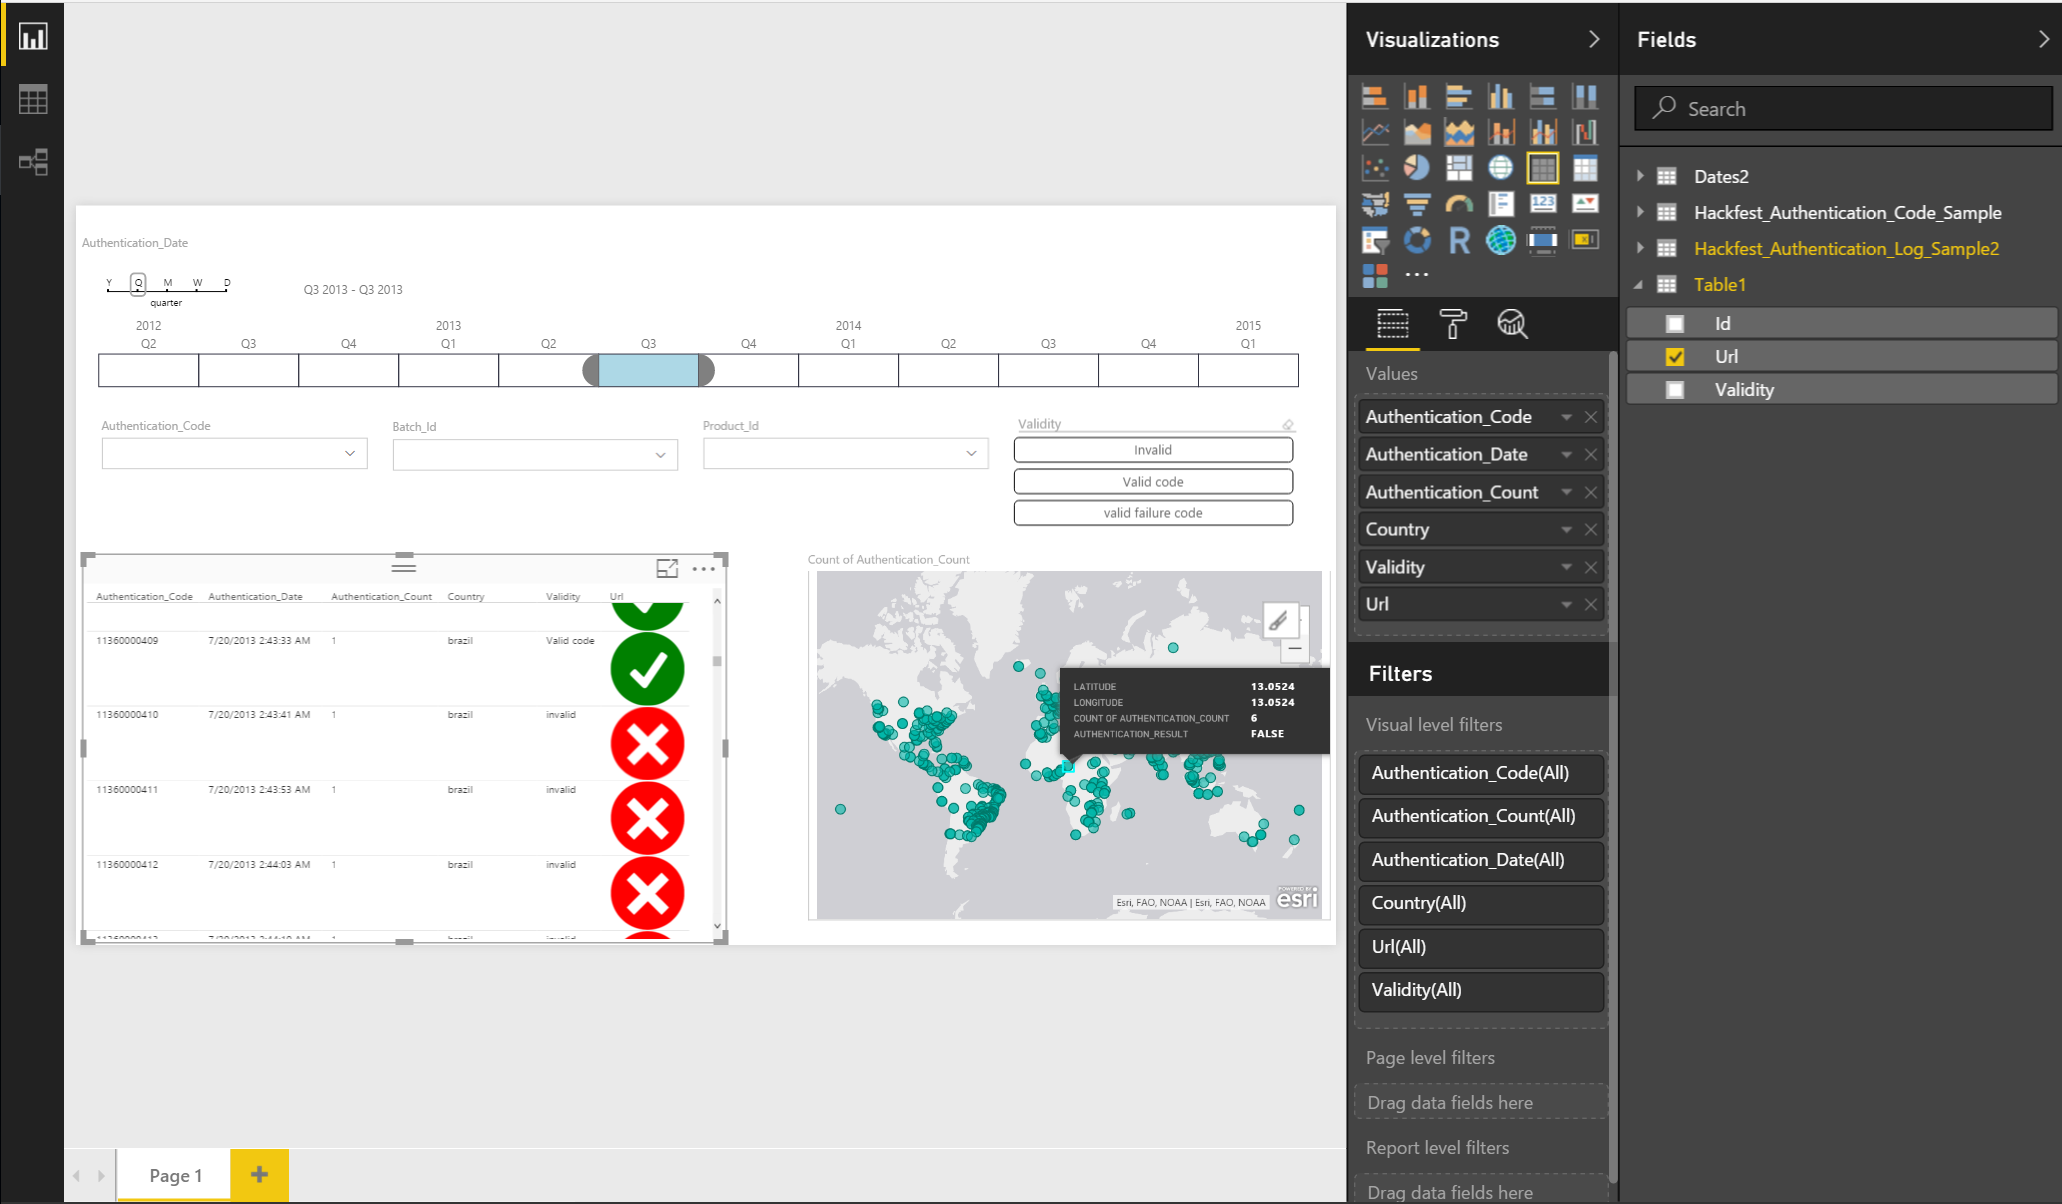 Authentication_Date
Y Q M W D
quarter
Q3 2013 - Q3 2013
2012 2013 2014 2015
Q2 Q3 Q4 Q1 Q2 Q3 Q4 Q1 Q2 Q3 Q4 Q1
Authentication_Code
Batch_Id
Product_Id
Validity
Invalid
Valid code
valid failure code
Authentication_Code Authentication_Date Authentication_Count Country Validity Url
11360000409 7/20/2013 2:43:33 AM 1 brazil Valid code
11360000410 7/20/2013 2:43:41 AM 1 brazil invalid
11360000411 7/20/2013 2:43:53 AM 1 brazil invalid
11360000412 7/20/2013 2:44:03 AM 1 brazil invalid
Count of Authentication_Count
LATITUDE 13.0524
LONGITUDE 13.0524
COUNT OF AUTHENTICATION_COUNT 6
AUTHENTICATION_RESULT FALSE
Esri, FAO, NOAA | Esri, FAO, NOAA
POWERED BY
esri
Page 1
Visualizations
123
R
Values
Authentication_Code
Authentication_Date
Authentication_Count
Country
Validity
Url
Filters
Visual level filters
Authentication_Code(All)
Authentication_Count(All)
Authentication_Date(All)
Country(All)
Url(All)
Validity(All)
Page level filters
Drag data fields here
Report level filters
Drag data fields here
Fields
Search
Dates2
Hackfest_Authentication_Code_Sample
Hackfest_Authentication_Log_Sample2
Table1
Id
Url
Validity